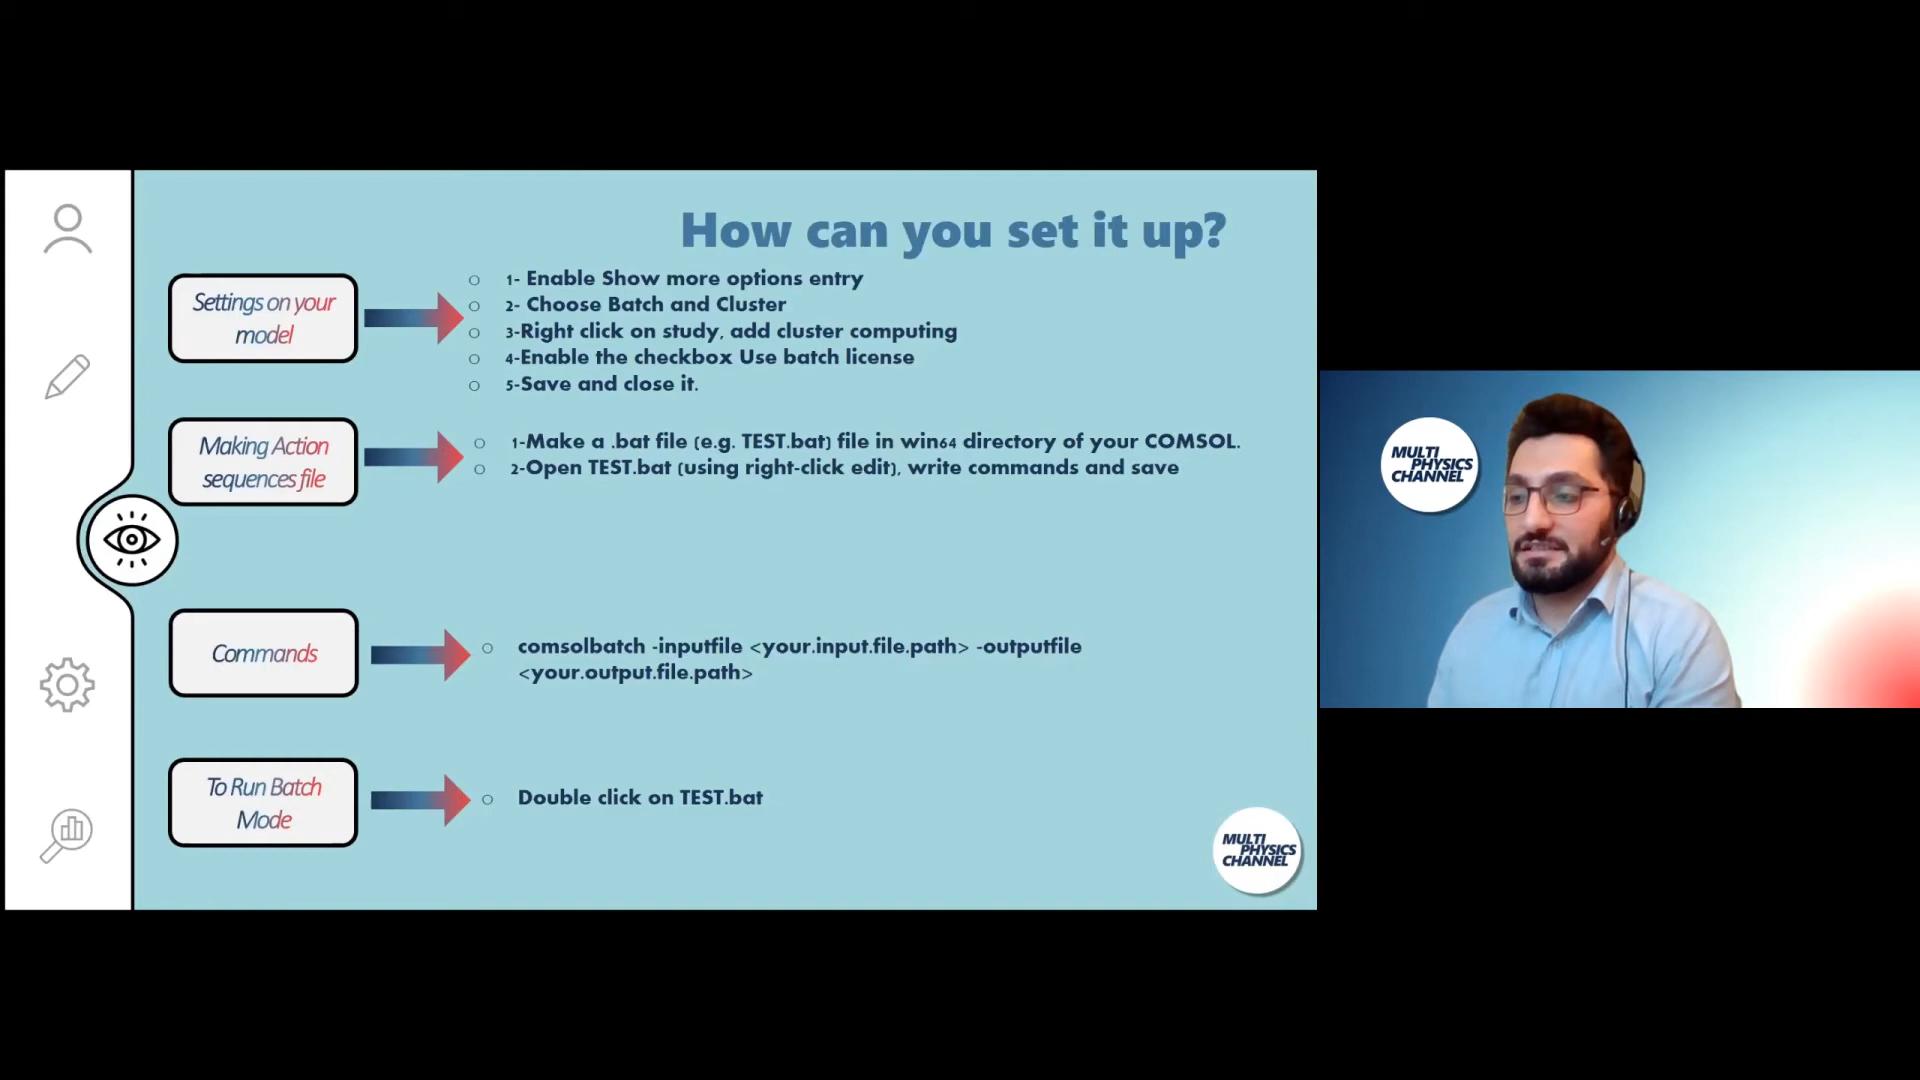 How can you set it up?
Settings on your
model
1- Enable Show more options entry
2- Choose Batch and Cluster
3-Right click on study, add cluster computing
4-Enable the checkbox Use batch license
5-Save and close it.
Making Action
sequences file
1-Make a .bat file (e.g. TEST.bat) file in win64 directory of your COMSOL.
2-Open TEST.bat (using right-click edit), write commands and save
Commands
comsolbatch -inputfile <your.input.file.path> -outputfile
<your.output.file.path>
To Run Batch
Mode
Double click on TEST.bat
MULTI
PHYSICS
CHANNEL
MULTI
PHYSICS
CHANNEL